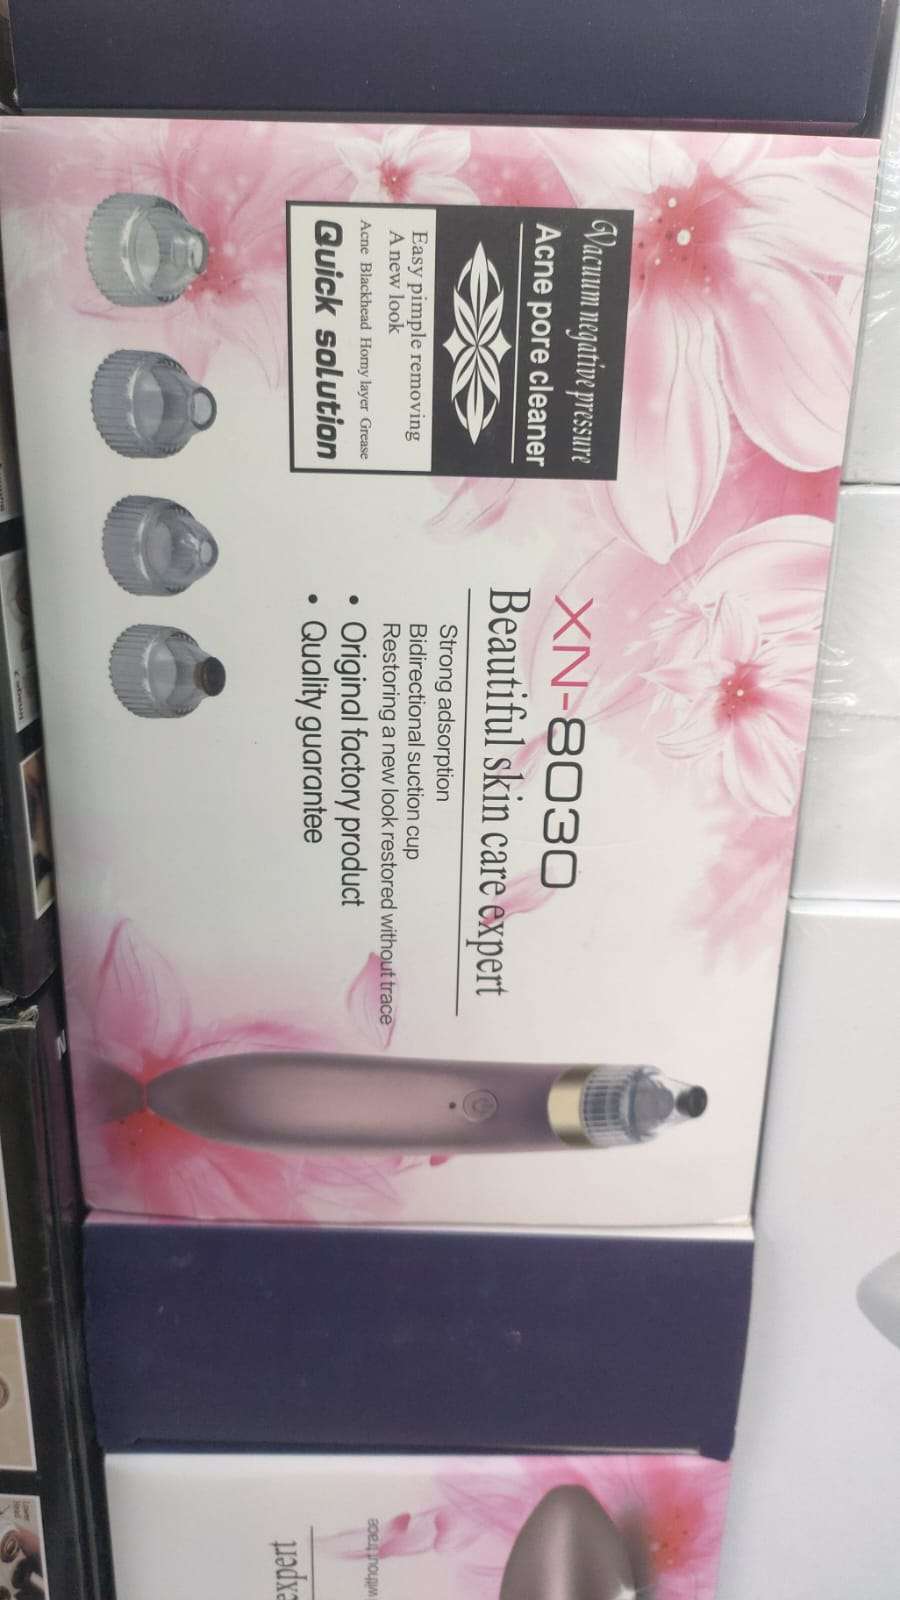 Vacuum negative pressure
Acne pore cleaner
Easy pimple removing
A new look
Acne Blackhead Horny layer Grease
Quick solution
XN-8030
Beautiful skin care expert
Strong adsorption
Bidirectional suction cup
Restoring a new look restored without trace
• Original factory product
• Quality guarantee
without trace
expert